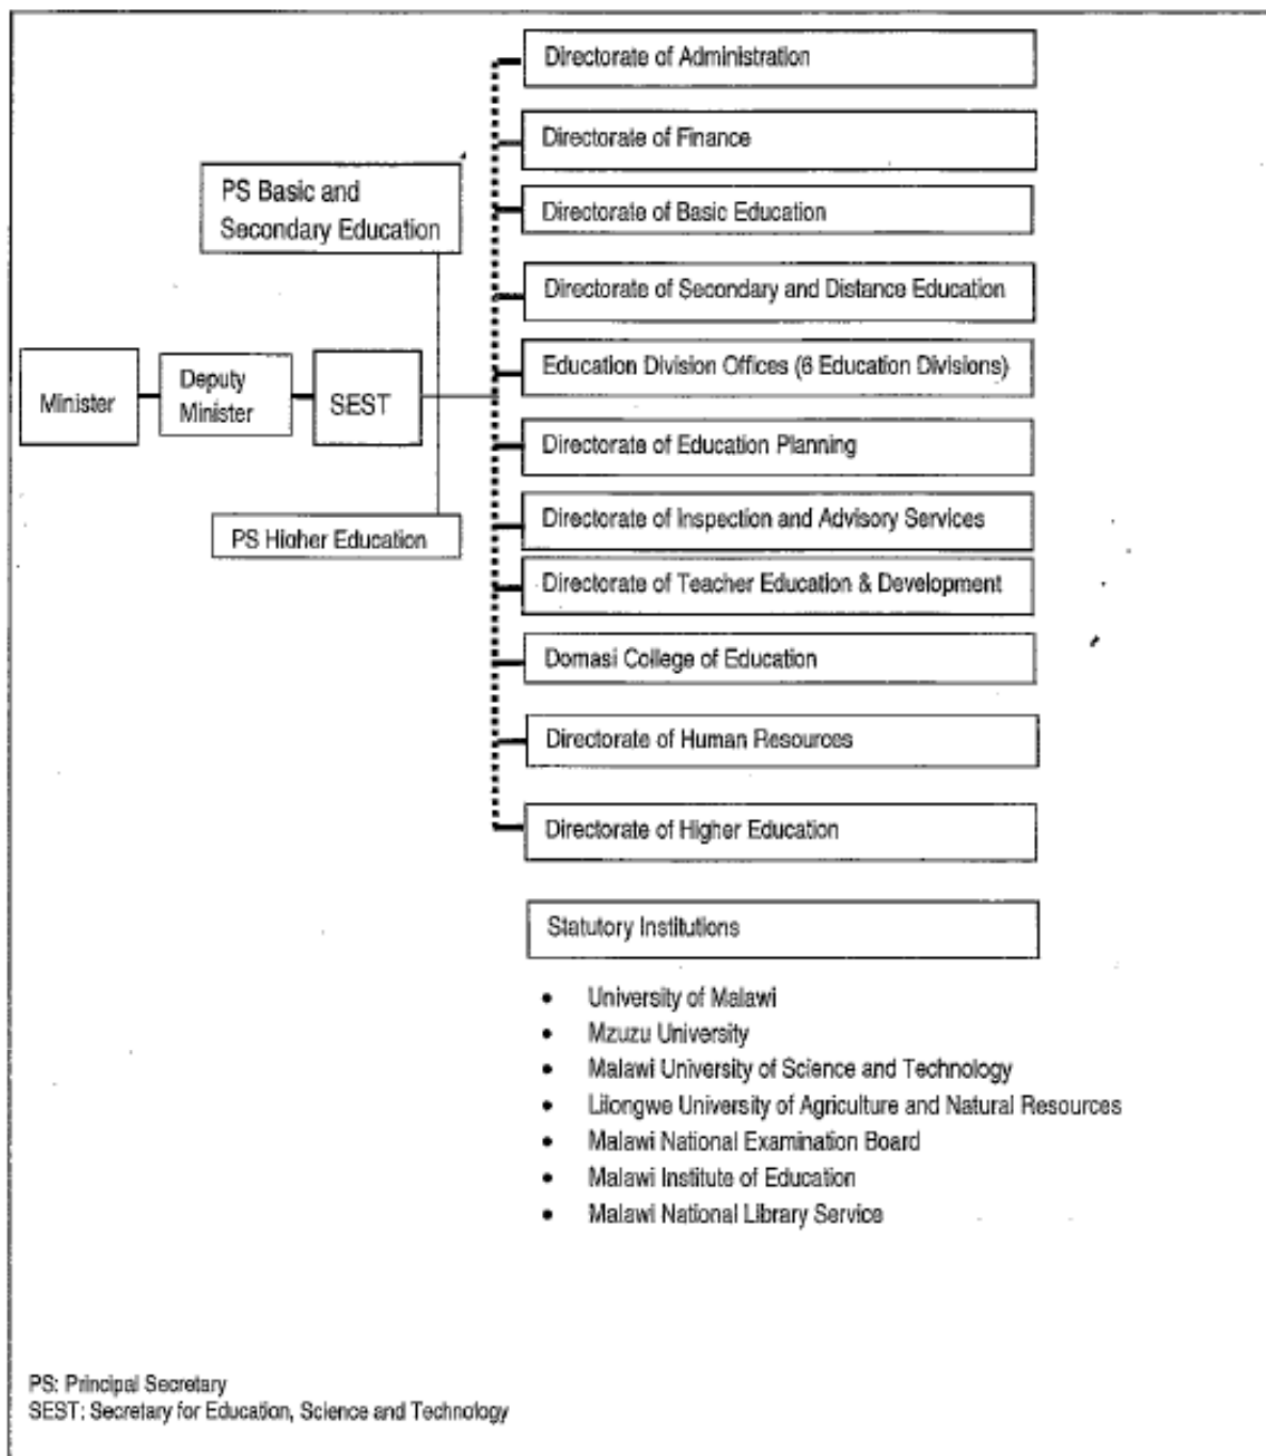 Directorate of Administration
Directorate of Finance
PS Basic and
Secondary Education
Directorate of Basic Education
Directorate of Secondary and Distance Education
Minister
Deputy
Minister
SEST
Education Division Offices (6 Education Divisions)
Directorate of Education Planning
PS Higher Education
Directorate of Inspection and Advisory Services
Directorate of Teacher Education & Development
Domasi College of Education
Directorate of Human Resources
Directorate of Higher Education
Statutory Institutions
• University of Malawi
• Mzuzu University
• Malawi University of Science and Technology
• Lilongwe University of Agriculture and Natural Resources
• Malawi National Examination Board
• Malawi Institute of Education
• Malawi National Library Service
PS: Principal Secretary
SEST: Secretary for Education, Science and Technology